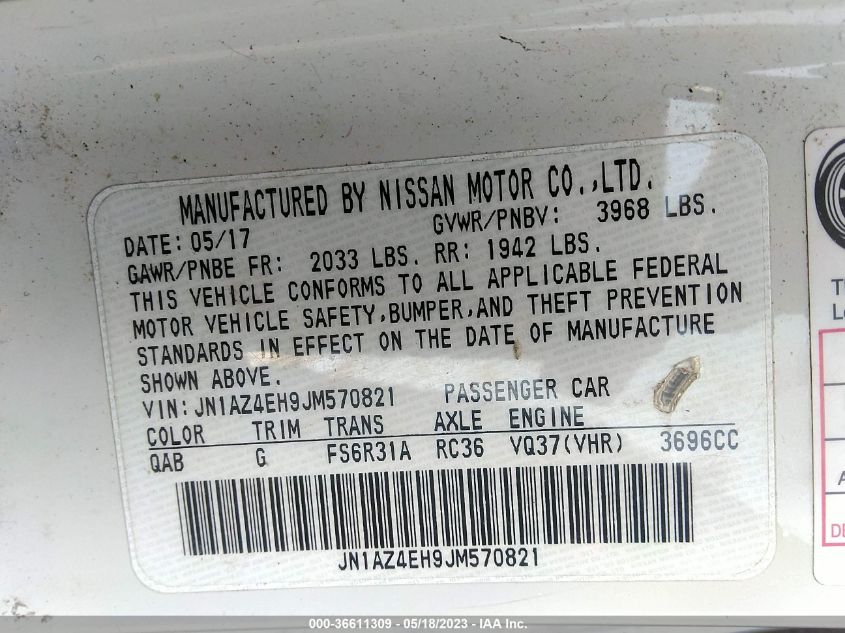 MANUFACTURED BY NISSAN MOTOR CO.,LTD.
DATE: 05/17 GVWR/PNBV: 3968 LBS.
GAWR/PNBE FR: 2033 LBS. RR: 1942 LBS.
THIS VEHICLE CONFORMS TO ALL APPLICABLE FEDERAL
MOTOR VEHICLE SAFETY,BUMPER,AND THEFT PREVENTION
STANDARDS IN EFFECT ON THE DATE OF MANUFACTURE
SHOWN ABOVE.
VIN: JN1AZ4EH9JM570821 PASSENGER CAR
COLOR TRIM TRANS AXLE ENGINE
QAB G FS6R31A RC36 VQ37(VHR) 3696CC
JN1AZ4EH9JM570821
000-36611309 - 05/18/2023 - IAA Inc.